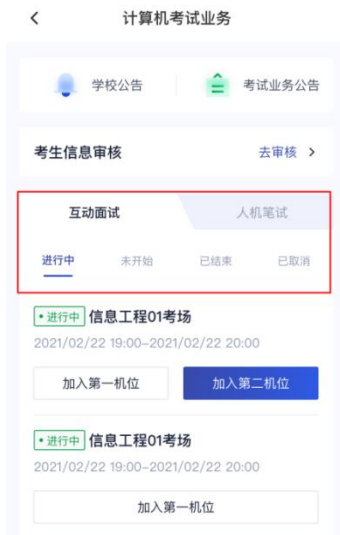 计算机考试业务
学校公告 考试业务公告
考生信息审核 去审核
互动面试 人机笔试
进行中 未开始 已结束 已取消
进行中 信息工程01考场
2021/02/22 19:00-2021/02/22 20:00
加入第一机位 加入第二机位
进行中 信息工程01考场
2021/02/22 19:00-2021/02/22 20:00
加入第一机位